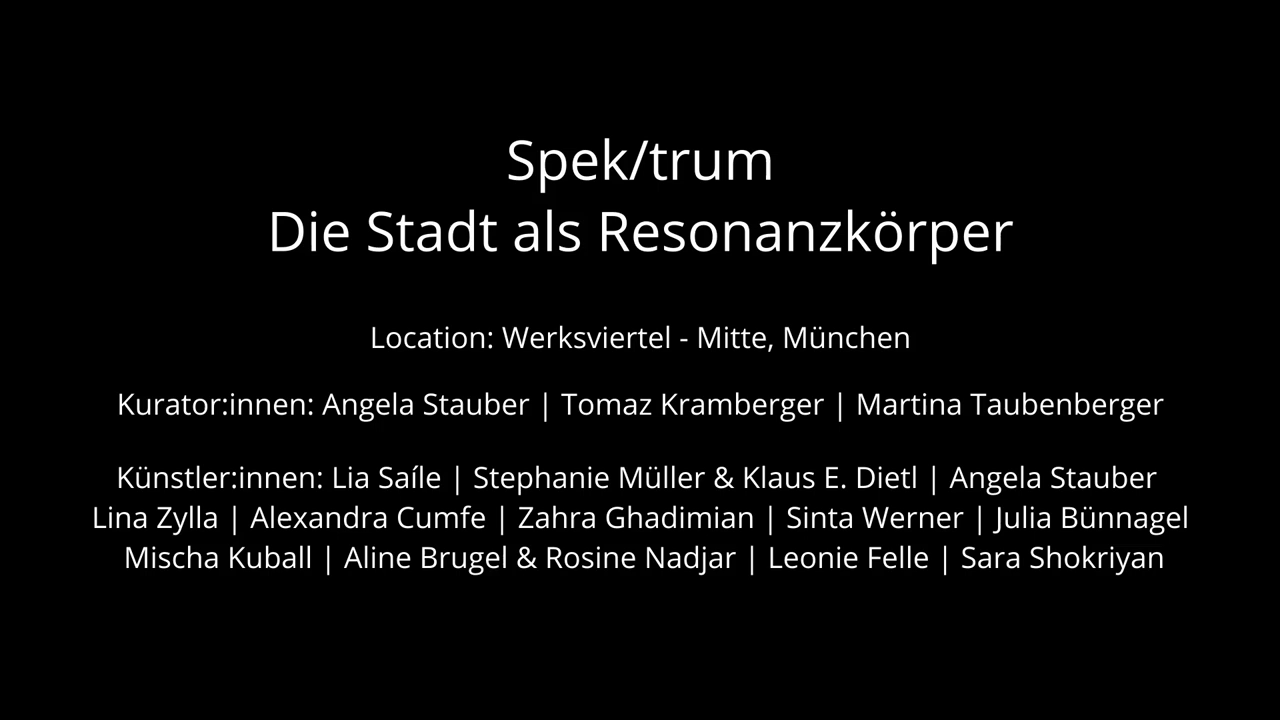 Spek/trum
Die Stadt als Resonanzkörper
Location: Werksviertel - Mitte, München
Kurator:innen: Angela Stauber | Tomaz Kramberger | Martina Taubenberger
Künstler:innen: Lia Saíle | Stephanie Müller & Klaus E. Dietl | Angela Stauber
Lina Zylla | Alexandra Cumfe | Zahra Ghadimian | Sinta Werner | Julia Bünnagel
Mischa Kuball | Aline Brugel & Rosine Nadjar | Leonie Felle | Sara Shokriyan